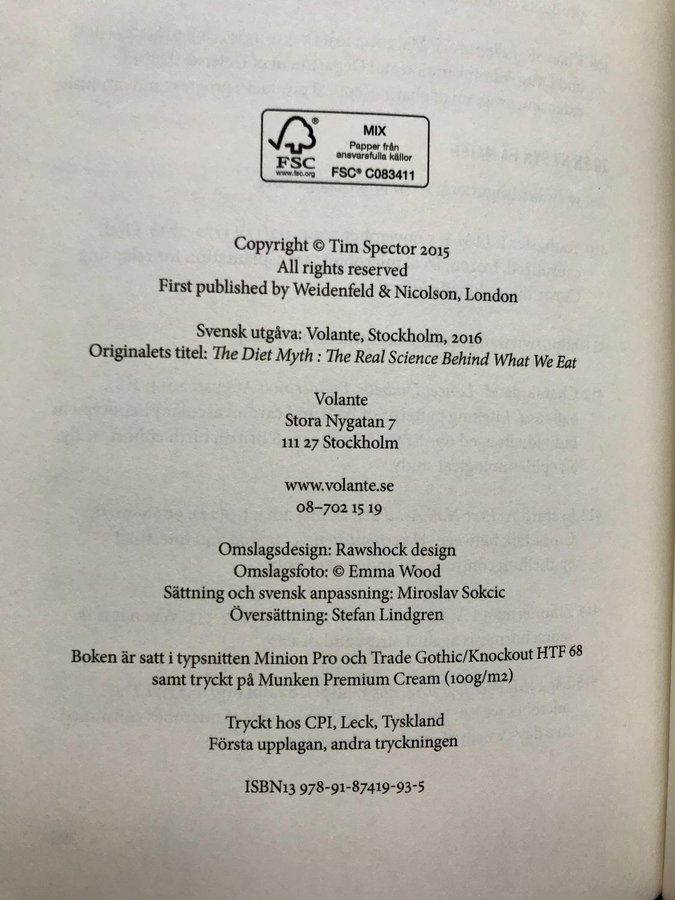 FSC
www.fsc.org
MIX
Papper från
ansvarsfulla källor
FSC® C083411
Copyright © Tim Spector 2015
All rights reserved
First published by Weidenfeld & Nicolson, London
Svensk utgåva: Volante, Stockholm, 2016
Originalets titel: The Diet Myth : The Real Science Behind What We Eat
Volante
Stora Nygatan 7
111 27 Stockholm
www.volante.se
08–702 15 19
Omslagsdesign: Rawshock design
Omslagsfoto: © Emma Wood
Sättning och svensk anpassning: Miroslav Sokcic
Översättning: Stefan Lindgren
Boken är satt i typsnitten Minion Pro och Trade Gothic/Knockout HTF 68
samt tryckt på Munken Premium Cream (100g/m2)
Tryckt hos CPI, Leck, Tyskland
Första upplagan, andra tryckningen
ISBN13 978-91-87419-93-5